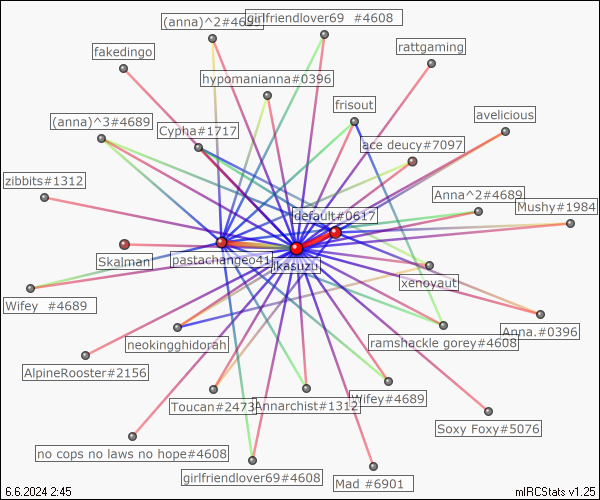 (anna)^2#4689
girlfriendlover69  #4608
fakedingo
rattgaming
hypomanianna#0396
frisout
avelicious
(anna)^3#4689
Cypha#1717
ace deucy#7097
zibbits#1312
Anna^2#4689
Mushy#1984
default#0617
Skalman
pastachangeo41
ikasuzu
xenoyaut
Wifey  #4689
neokingghidorah
ramshackle gorey#4608
Anna.#0396
AlpineRooster#2156
Toucan#2473
Annarchist#1312
Wifey#4689
Soxy Foxy#5076
no cops no laws no hope#4608
girlfriendlover69#4608
Mad #6901
6.6.2024 2:45
mIRCStats v1.25